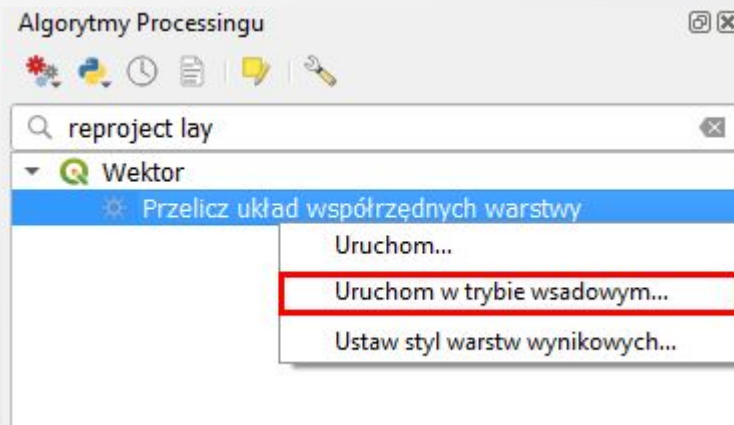 Algorytmy Processingu
reproject lay
Wektor
Przelicz układ współrzędnych warstwy
Uruchom...
Uruchom w trybie wsadowym...
Ustaw styl warstw wynikowych...